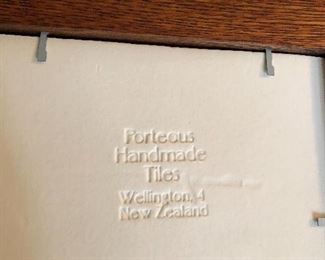 Porteous
Handmade
Tiles
Wellington, 4
New Zealand